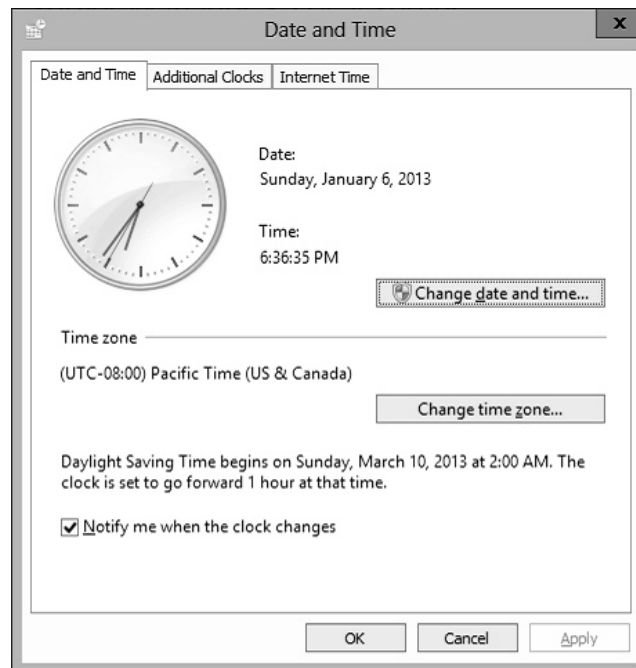 Date and Time
x
Date and Time
Additional Clocks
Internet Time
Date:
Sunday, January 6, 2013
Time:
6:36:35 PM
Change date and time...
Time zone
(UTC-08:00) Pacific Time (US & Canada)
Change time zone...
Daylight Saving Time begins on Sunday, March 10, 2013 at 2:00 AM. The
clock is set to go forward 1 hour at that time.
Notify me when the clock changes
OK
Cancel
Apply